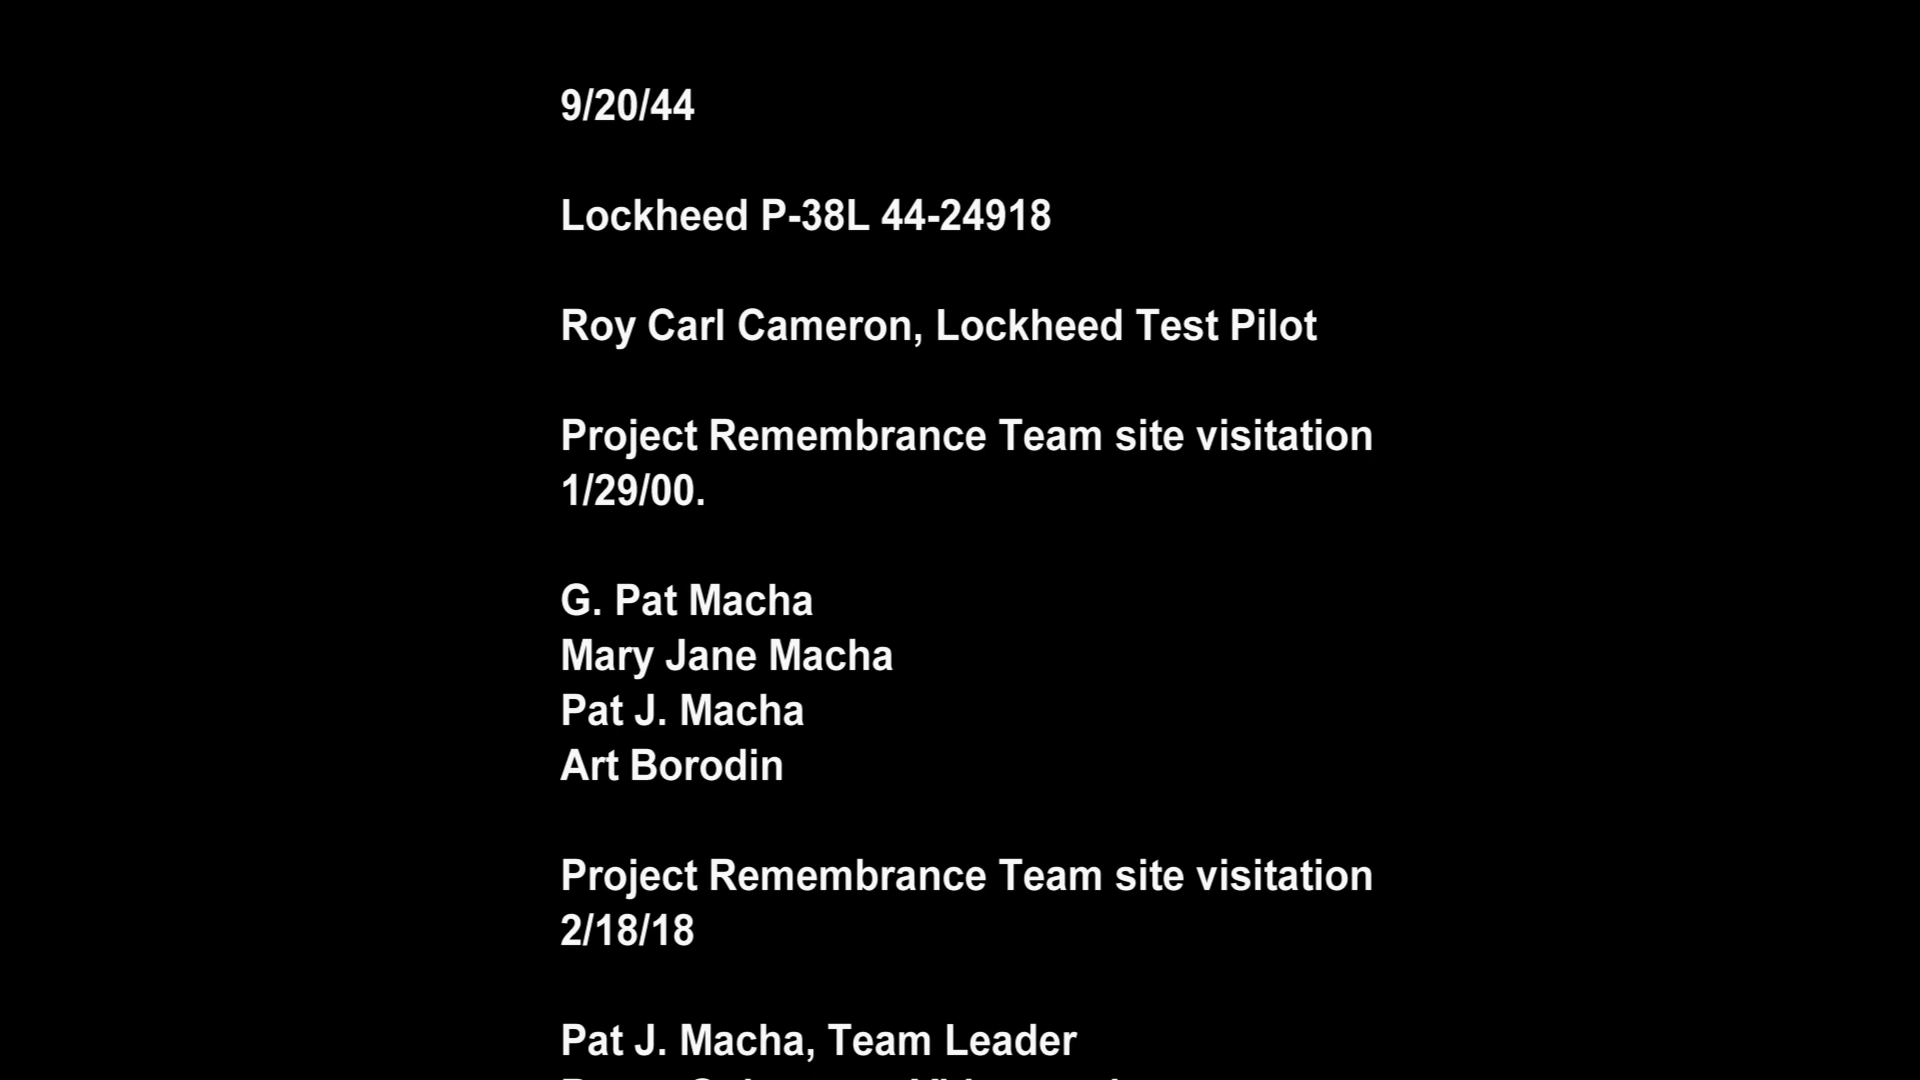 9/20/44
Lockheed P-38L 44-24918
Roy Carl Cameron, Lockheed Test Pilot
Project Remembrance Team site visitation
1/29/00.
G. Pat Macha
Mary Jane Macha
Pat J. Macha
Art Borodin
Project Remembrance Team site visitation
2/18/18
Pat J. Macha, Team Leader